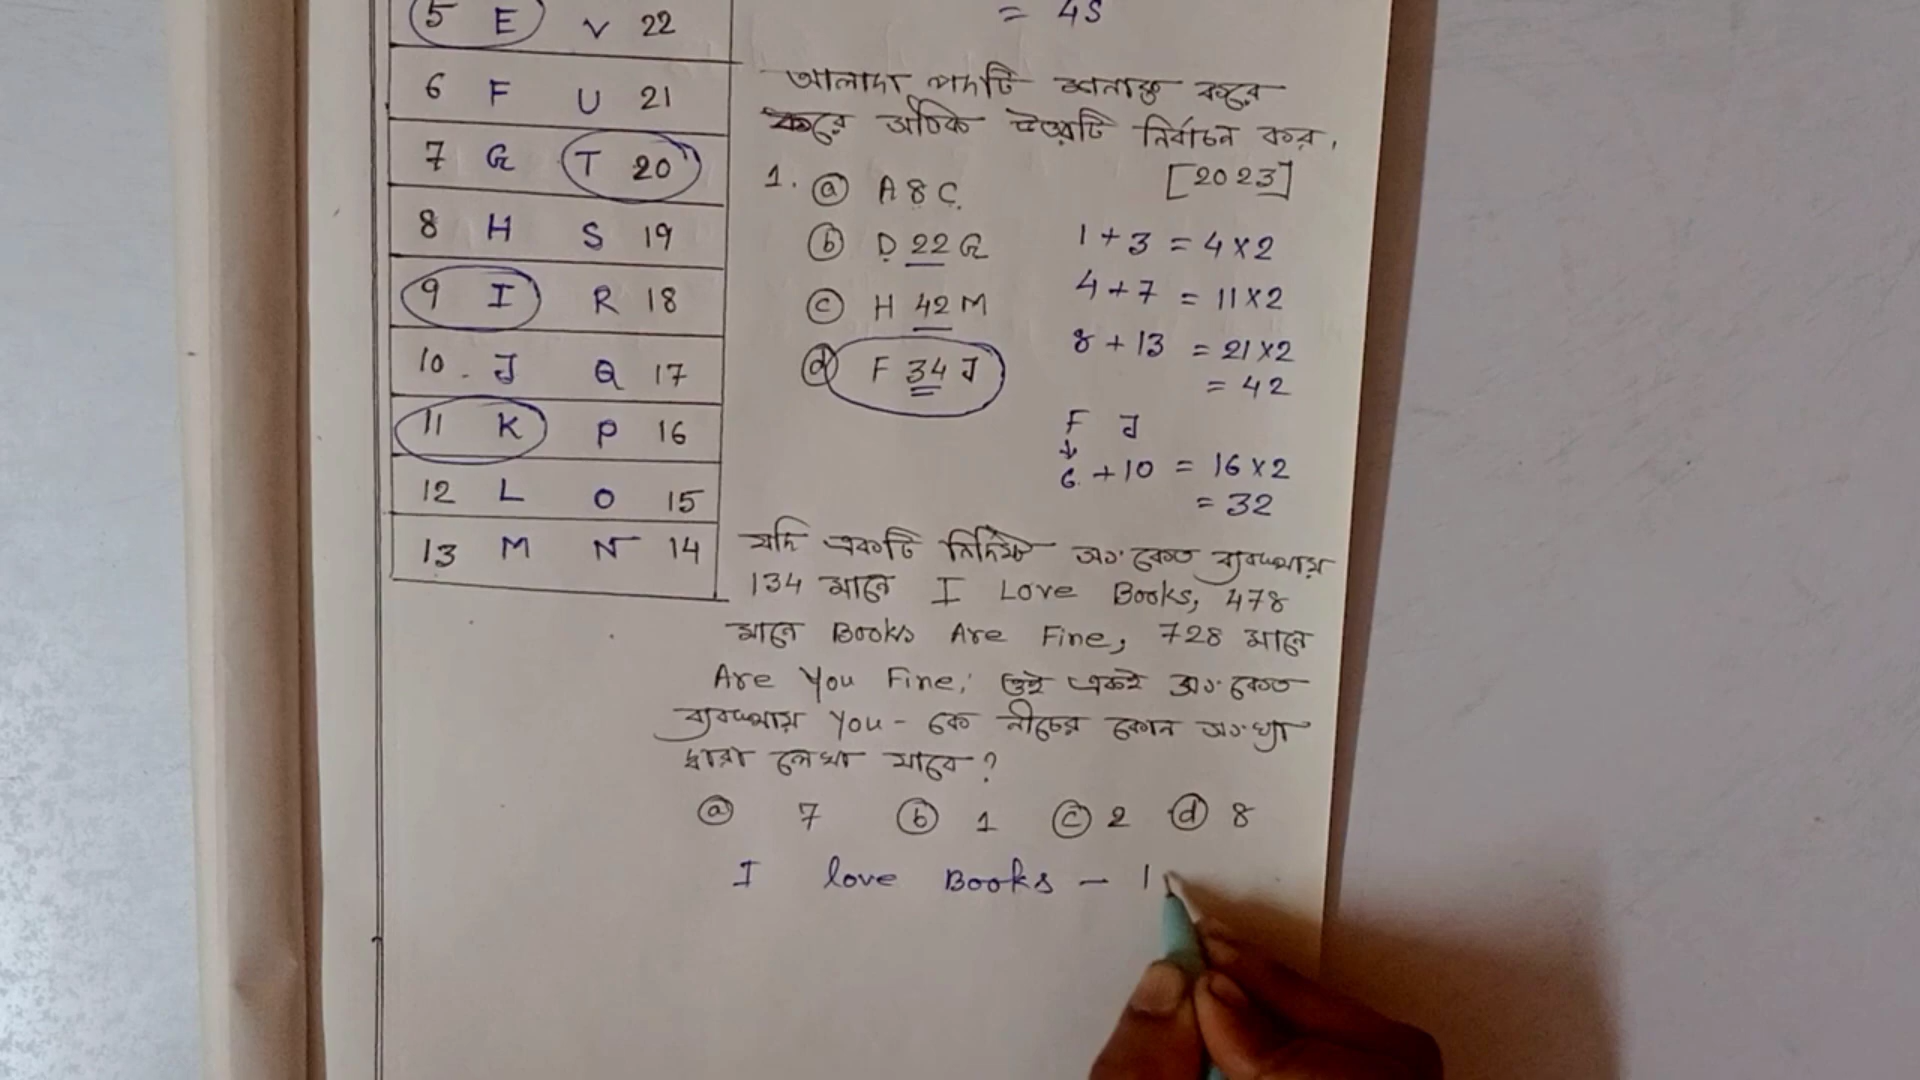 5 E V 22
6 F U 21
7 G T 20
8 H S 19
9 I R 18
10 J Q 17
11 K P 16
12 L O 15
13 M N 14
= 45
আলাদা পদটি শনাক্ত করে
করে সঠিক উত্তরটি নির্বাচন কর,
[2023]
1. (a) A 8 C.
(b) D 22 G
(c) H 42 M
(d) F 34 J
1 + 3 = 4 x 2
4 + 7 = 11 x 2
8 + 13 = 21 x 2
= 42
F J
↓
6 + 10 = 16 x 2
= 32
যদি একটি নির্দিষ্ট সংকেত ব্যবস্থায়
134 মানে I Love Books, 478
মানে Books Are Fine, 728 মানে
Are You Fine, ওই একই সংকেত
ব্যবস্থায় You - কে নীচের কোন সংখ্যা
দ্বারা লেখা যাবে?
(a) 7 (b) 1 (c) 2 (d) 8
I love Books - 1